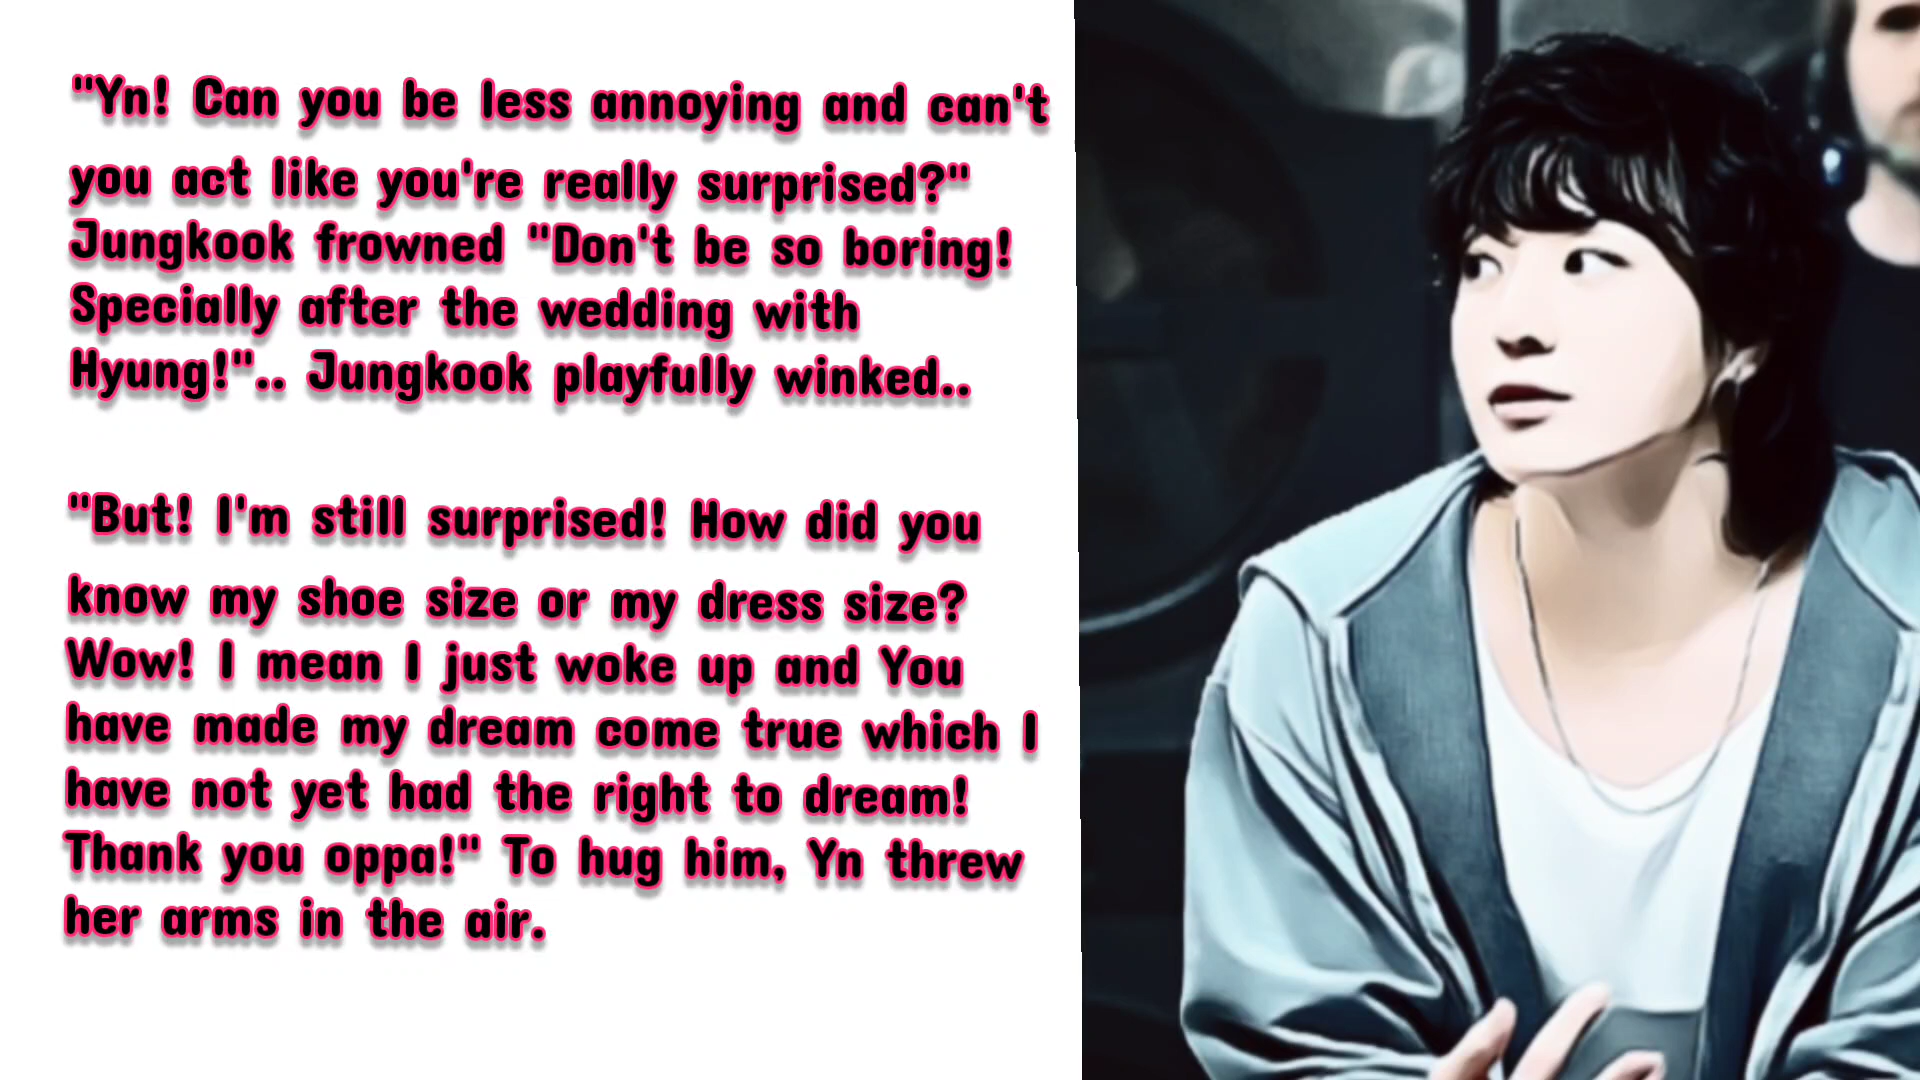 "Yn! Can you be less annoying and can't
you act like you're really surprised?"
Jungkook frowned "Don't be so boring!
Specially after the wedding with
Hyung!".. Jungkook playfully winked..
"But! I'm still surprised! How did you
know my shoe size or my dress size?
Wow! I mean I just woke up and You
have made my dream come true which I
have not yet had the right to dream!
Thank you oppa!" To hug him, Yn threw
her arms in the air.